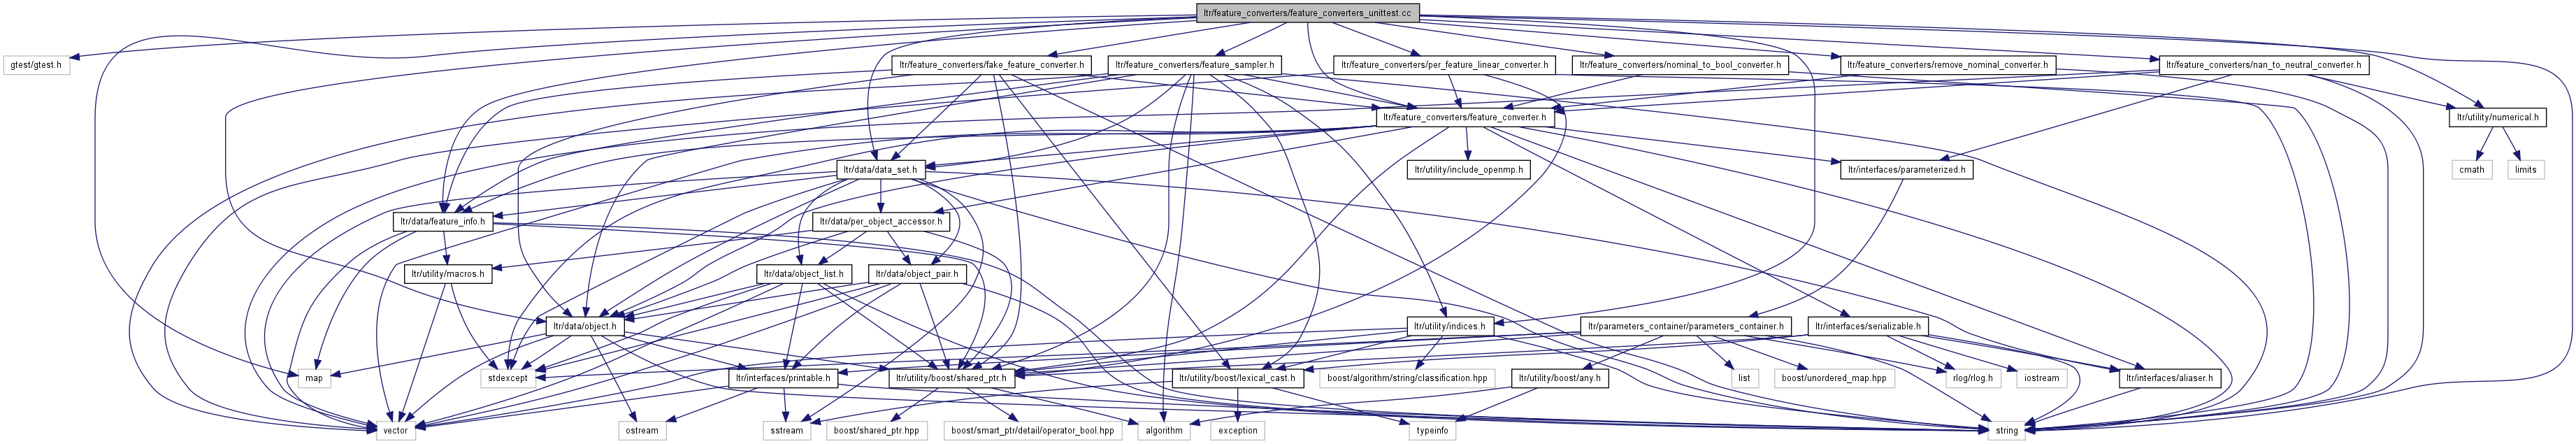 ltr/feature_converters/feature_converters_unittest.cc
gtest/gtest.h
ltr/feature_converters/fake_feature_converter.h
ltr/feature_converters/feature_sampler.h
ltr/feature_converters/per_feature_linear_converter.h
ltr/feature_converters/nominal_to_bool_converter.h
ltr/feature_converters/remove_nominal_converter.h
ltr/feature_converters/nan_to_neutral_converter.h
ltr/feature_converters/feature_converter.h
ltr/utility/numerical.h
ltr/data/data_set.h
ltr/utility/include_openmp.h
ltr/interfaces/parameterized.h
cmath
limits
ltr/data/feature_info.h
ltr/data/per_object_accessor.h
ltr/utility/macros.h
ltr/data/object_list.h
ltr/data/object_pair.h
ltr/data/object.h
ltr/utility/indices.h
ltr/parameters_container/parameters_container.h
ltr/interfaces/serializable.h
map
stdexcept
ltr/interfaces/printable.h
ltr/utility/boost/shared_ptr.h
ltr/utility/boost/lexical_cast.h
boost/algorithm/string/classification.hpp
ltr/utility/boost/any.h
list
boost/unordered_map.hpp
rlog/rlog.h
iostream
ltr/interfaces/aliaser.h
vector
ostream
sstream
boost/shared_ptr.hpp
boost/smart_ptr/detail/operator_bool.hpp
algorithm
exception
typeinfo
string